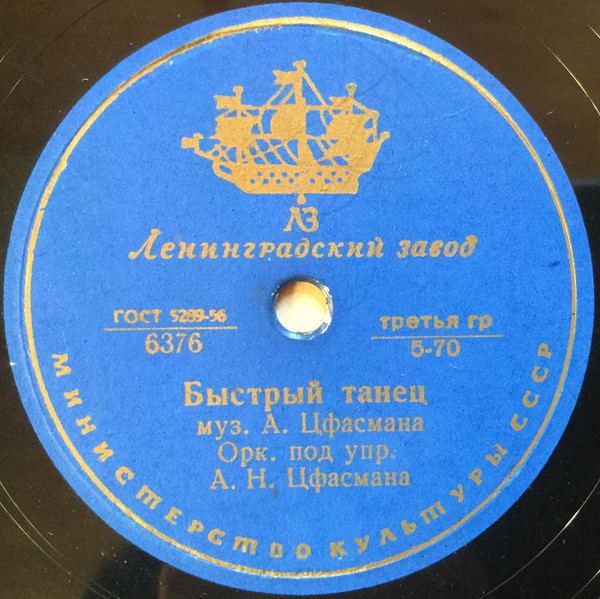 ЛЗ
Ленинградский завод
ГОСТ 5289-56
6376
третья гр
5-70
Быстрый танец
муз. А. Цфасмана
Орк. под упр.
А. Н. Цфасмана
МИНИСТЕРСТВО КУЛЬТУРЫ СССР